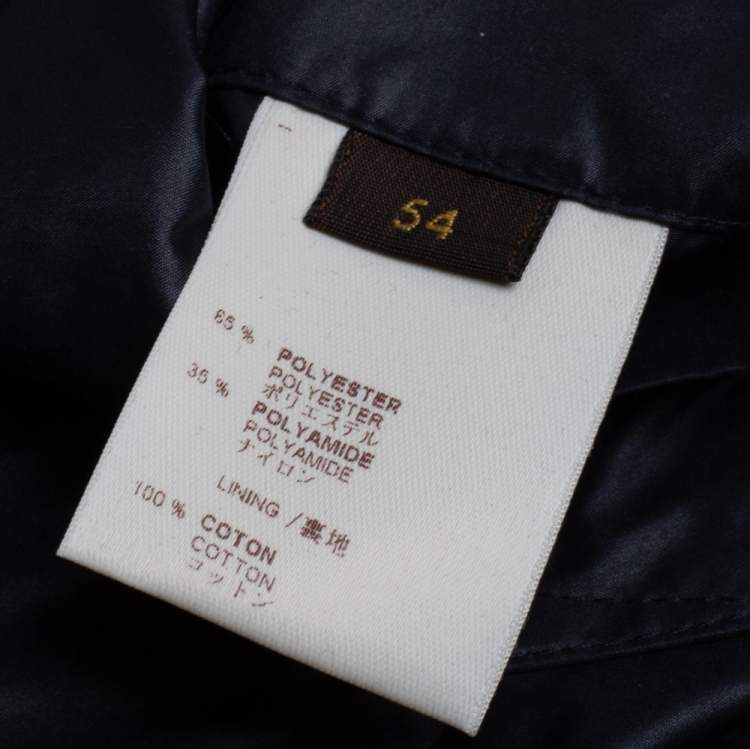 54
65 % POLYESTER
POLYESTER
ポリエステル
35 % POLYAMIDE
POLYAMIDE
ナイロン
LINING / 裏地
100 % COTON
COTTON
コットン